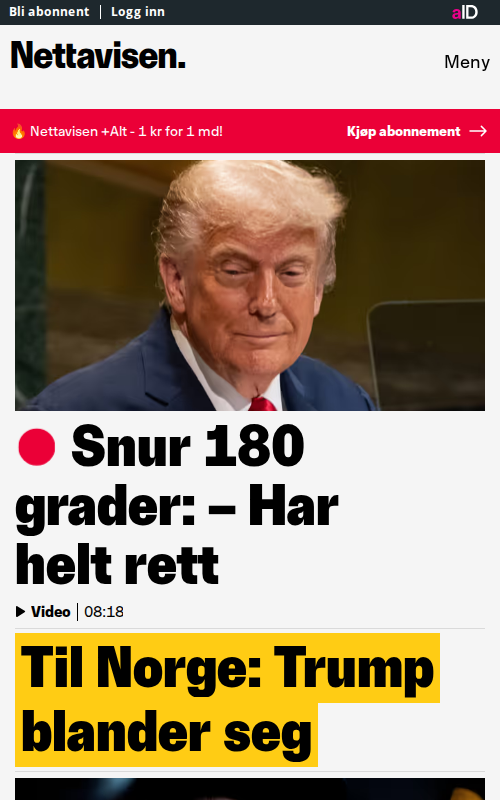 Bli abonnent | Logg inn
aID
Nettavisen.
Meny
🔥 Nettavisen +Alt - 1 kr for 1 md!
Kjøp abonnement →
Snur 180
grader: – Har
helt rett
Video | 08:18
Til Norge: Trump
blander seg